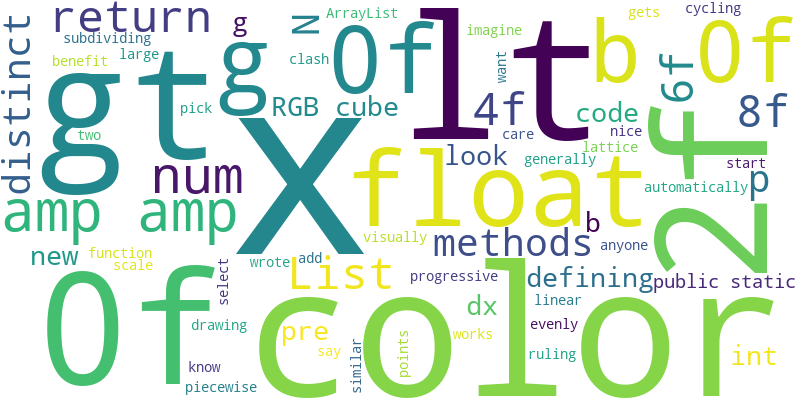 return
g
N
ArrayList
cycling
gets
subdividing
benefit
large
clash
imagine
want
distinct
gt
g
0f
lt
b
0f
pick
two
RGB cube
4f
6f
8f
code
nice
care
lattice
start
X
look
generally
num
float
2f
p
automatically
amp
amp
b
visually
methods
anyone
new
function
scale
wrote
add
List
progressive
defining
public static
select
0f
color
dx
linear
drawing
pre
works
evenly
say
similar
points
ruling
int
know
piecewise